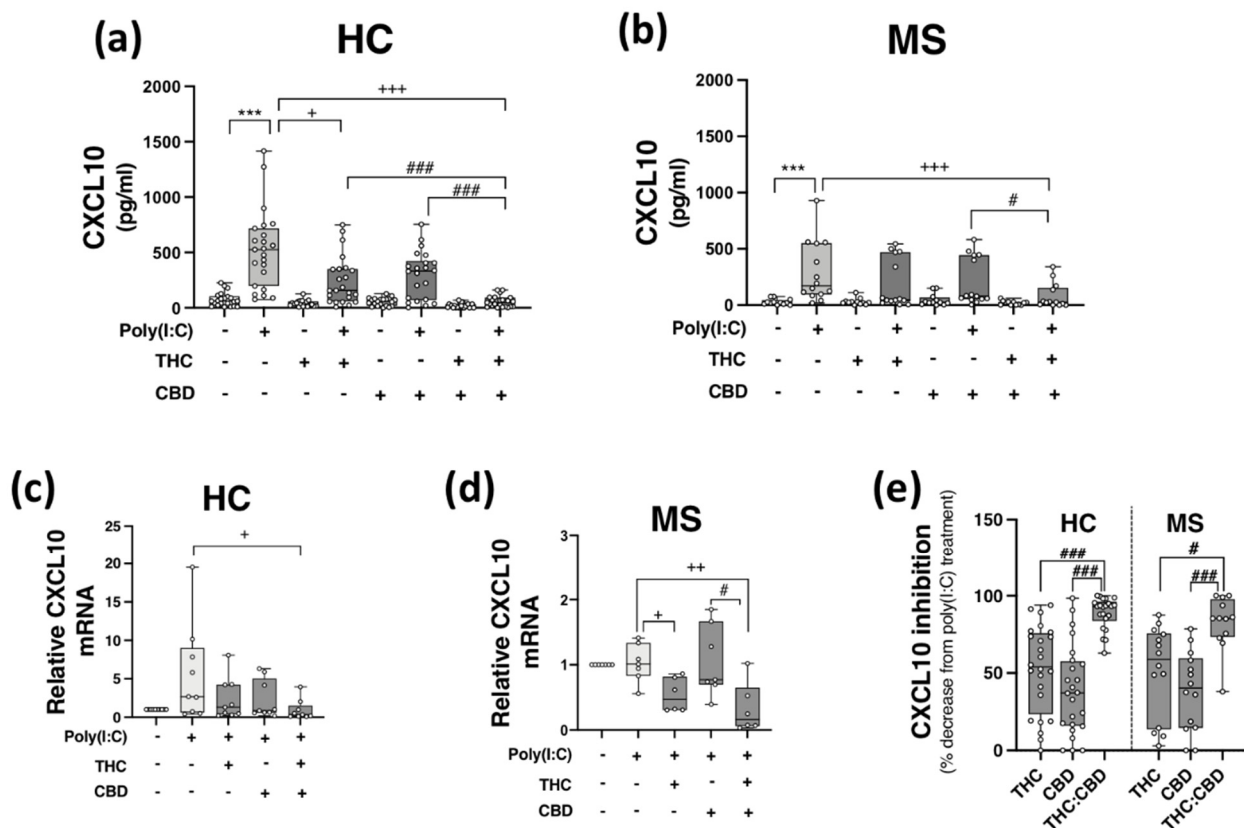 (a) HC
CXCL10
(pg/ml)
2000
1500
1000
500
0
*** + +++
###
###
Poly(I:C) - + - + - + - +
THC - - + + - - + +
CBD - - - - + + + +
(b) MS
CXCL10
(pg/ml)
2000
1500
1000
500
0
*** +++
#
Poly(I:C) - + - + - + - +
THC - - + + - - + +
CBD - - - - + + + +
(c) HC
Relative CXCL10
mRNA
25
20
15
10
5
0
+
Poly(I:C) - + + + +
THC - - + - +
CBD - - - + +
(d) MS
Relative CXCL10
mRNA
3
2
1
0
++
+ #
Poly(I:C) - + + + +
THC - - + - +
CBD - - - + +
(e) HC MS
CXCL10 inhibition
(% decrease from poly(I:C) treatment)
150
100
50
0
### #
### ###
THC CBD THC:CBD THC CBD THC:CBD